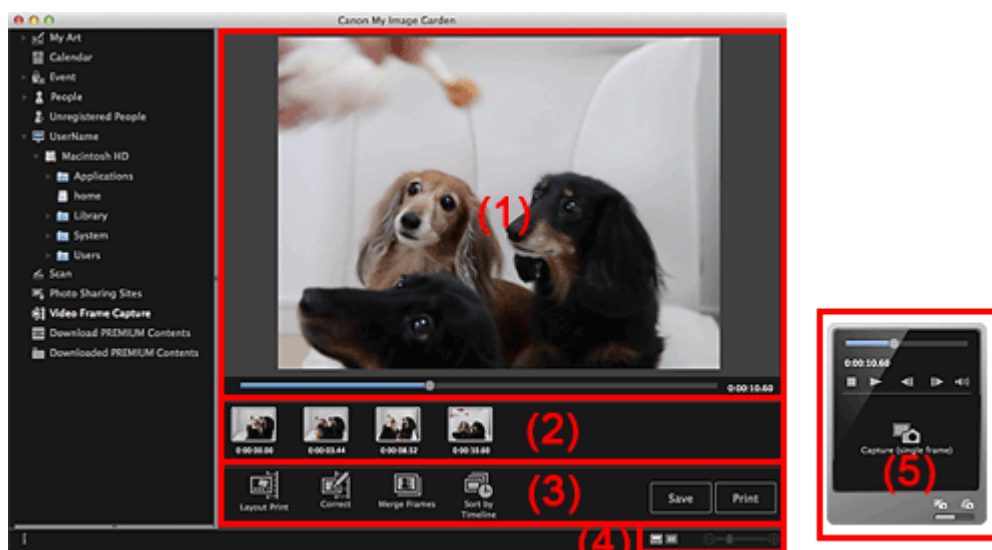 Canon My Image Garden
My Art
Calendar
Event
People
Unregistered People
UserName
Macintosh HD
Applications
home
Library
System
Users
Scan
Photo Sharing Sites
Video Frame Capture
Download PREMIUM Contents
Downloaded PREMIUM Contents
(1)
0:00:10.60
0:00:00.00 0:00:03.44 0:00:08.52 0:00:10.60
(2)
Layout Print Correct Merge Frames Sort by Timeline
(3)
Save Print
(4)
0:00:10.60
Capture (single frame)
(5)